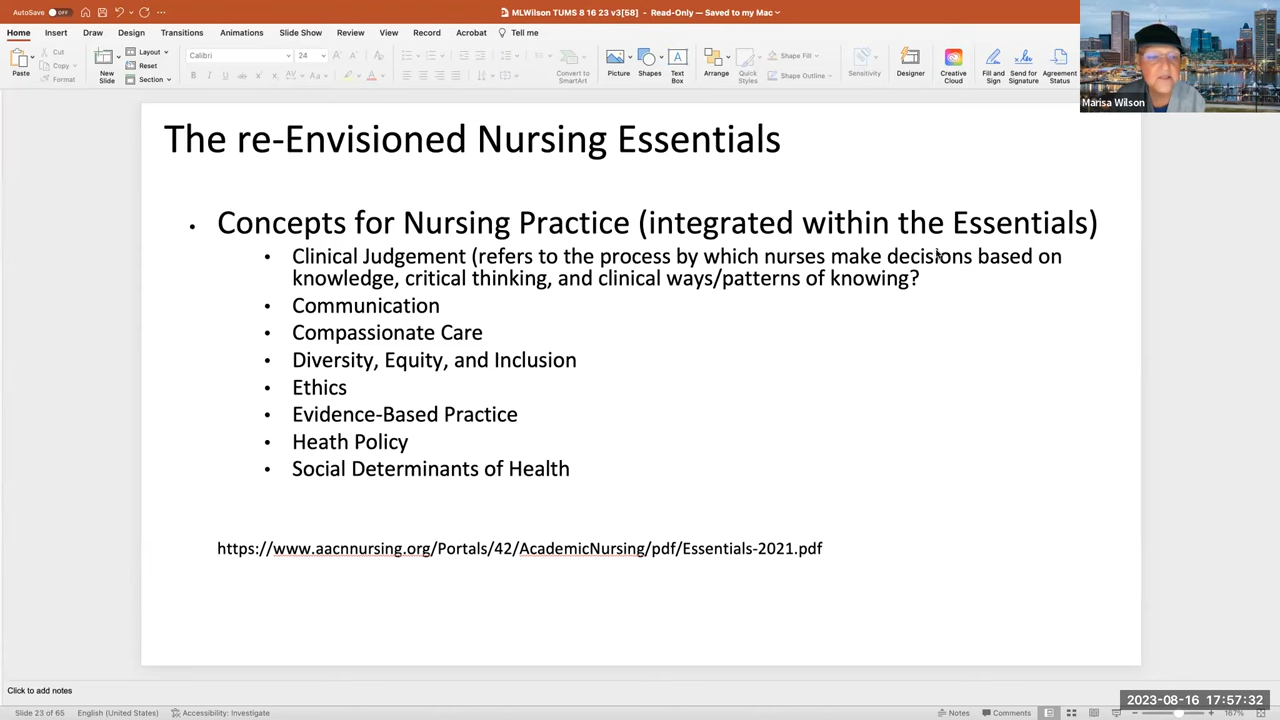 AutoSave OFF
MLWilson TUMS 8 16 23 v3[58] - Read-Only — Saved to my Mac
Home Insert Draw Design Transitions Animations Slide Show Review View Record Acrobat Tell me
Paste
Cut
Copy
Format
New Slide
Layout
Reset
Section
Calibri 24
Convert to SmartArt
Picture
Shapes
Text Box
Arrange
Quick Styles
Shape Fill
Shape Outline
Sensitivity
Designer
Creative Cloud
Fill and Sign
Send for Signature
Agreement Status
Marisa Wilson
The re-Envisioned Nursing Essentials
• Concepts for Nursing Practice (integrated within the Essentials)
• Clinical Judgement (refers to the process by which nurses make decisions based on
knowledge, critical thinking, and clinical ways/patterns of knowing?
• Communication
• Compassionate Care
• Diversity, Equity, and Inclusion
• Ethics
• Evidence-Based Practice
• Heath Policy
• Social Determinants of Health
https://www.aacnnursing.org/Portals/42/AcademicNursing/pdf/Essentials-2021.pdf
Click to add notes
2023-08-16 17:57:32
Slide 23 of 65 English (United States) Accessibility: Investigate Notes Comments 167%